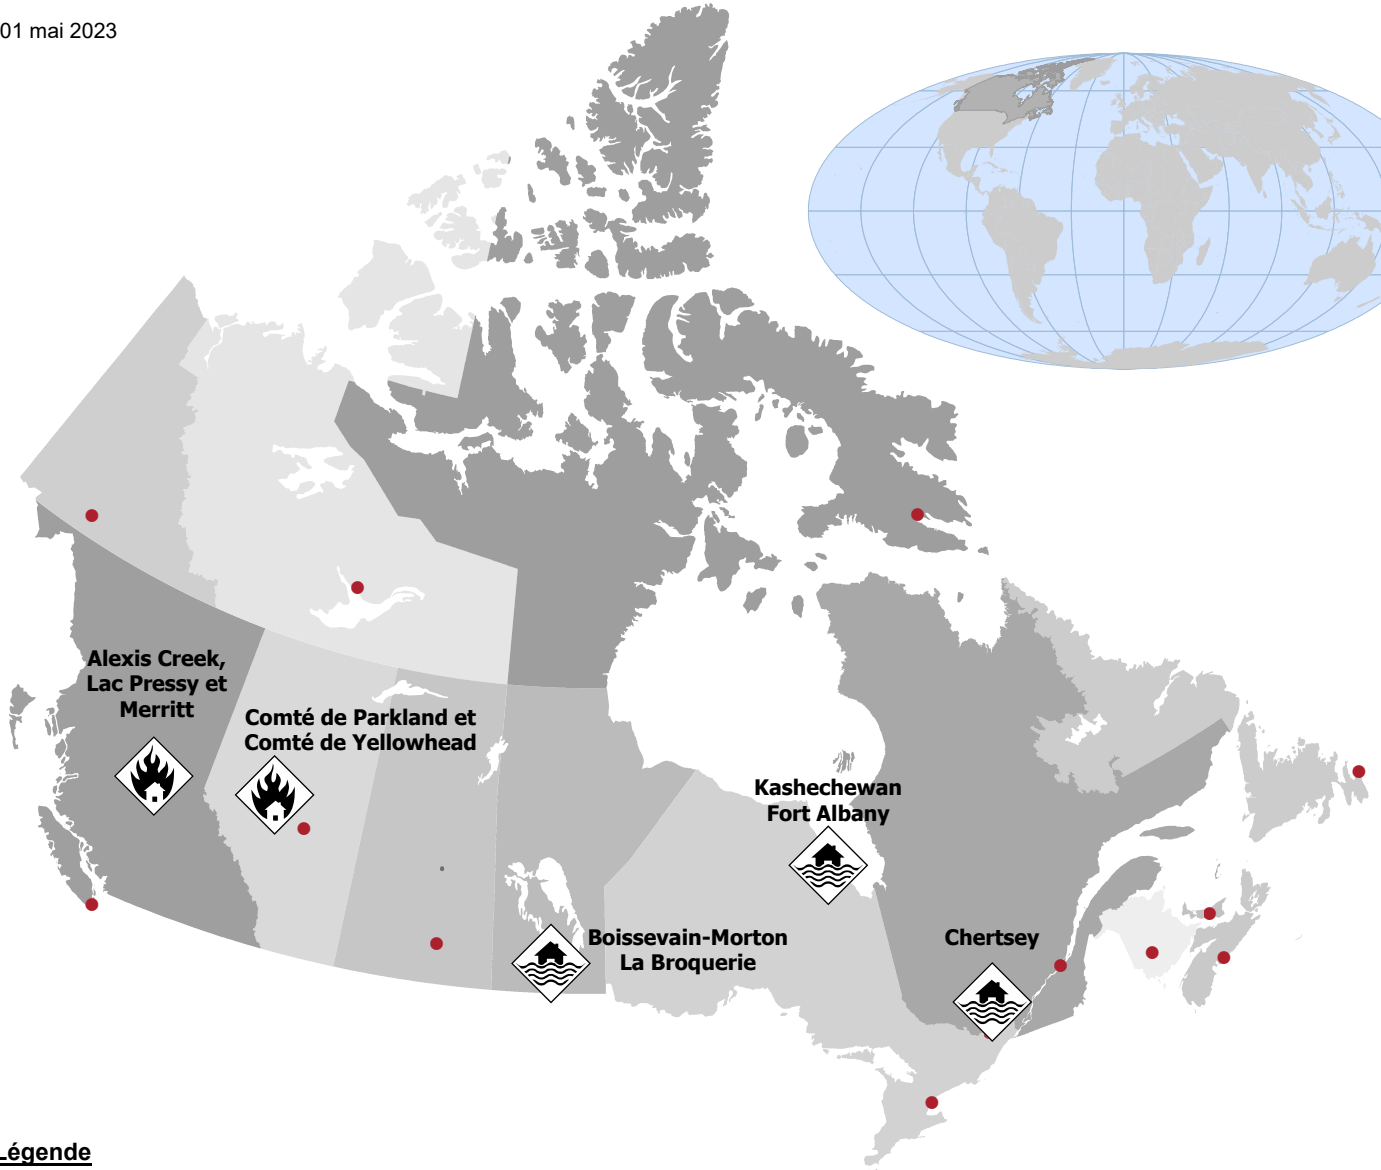 01 mai 2023
Alexis Creek,
Lac Pressy et
Merritt
Comté de Parkland et
Comté de Yellowhead
Kashechewan
Fort Albany
Boissevain-Morton
La Broquerie
Chertsey
Légende